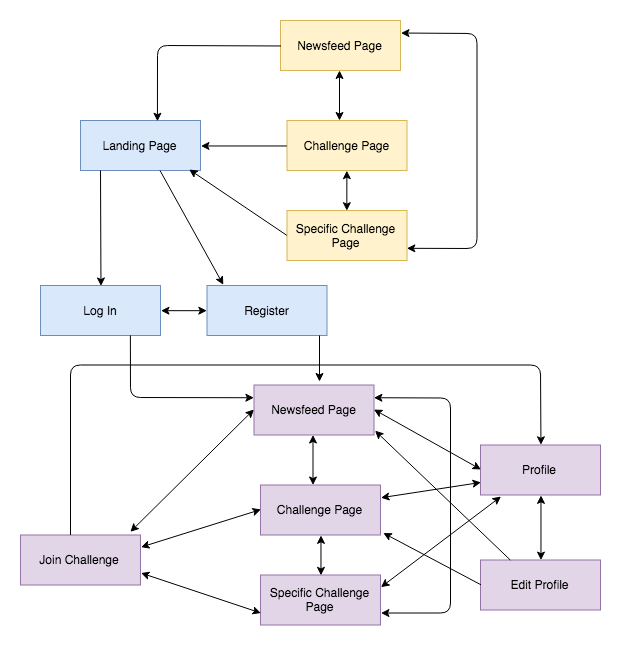 Newsfeed Page
Landing Page
Challenge Page
Specific Challenge
Page
Log In
Register
Newsfeed Page
Profile
Challenge Page
Join Challenge
Edit Profile
Specific Challenge
Page